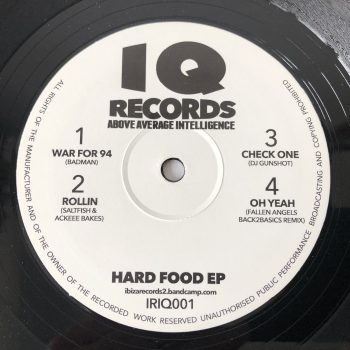 IQ
RECORDS
ABOVE AVERAGE INTELLIGENCE
1
WAR FOR 94
(BADMAN)
2
ROLLIN
(SALTFISH &
ACKEEE BAKES)
3
CHECK ONE
(DJ GUNSHOT)
4
OH YEAH
(FALLEN ANGELS
BACK2BASICS REMIX)
HARD FOOD EP
ibizarecords2.bandcamp.com
IRIQ001
ALL RIGHTS OF THE MANUFACTURER AND OF THE OWNER OF THE RECORDED WORK RESERVED UNAUTHORISED PUBLIC PERFORMANCE BROADCASTING AND COPING PROHIBITED